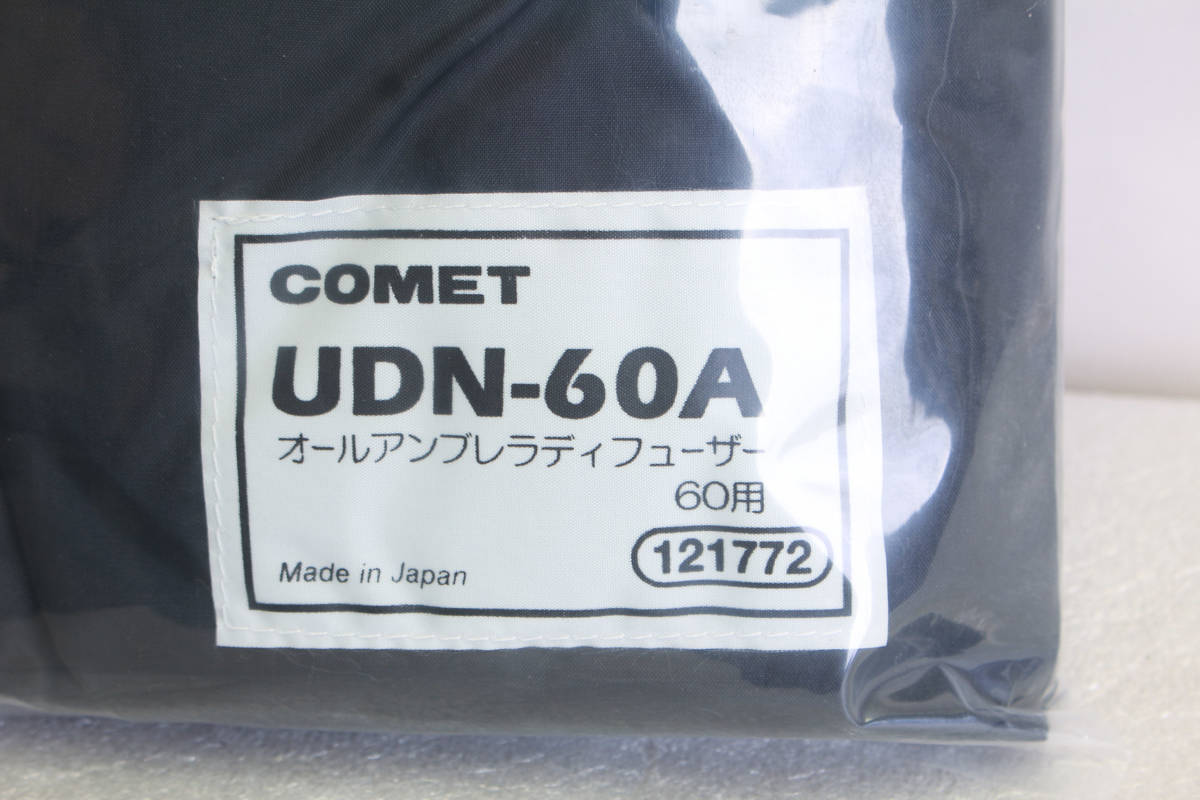 COMET
UDN-60A
オールアンブレラディフューザー
60用
121772
Made in Japan